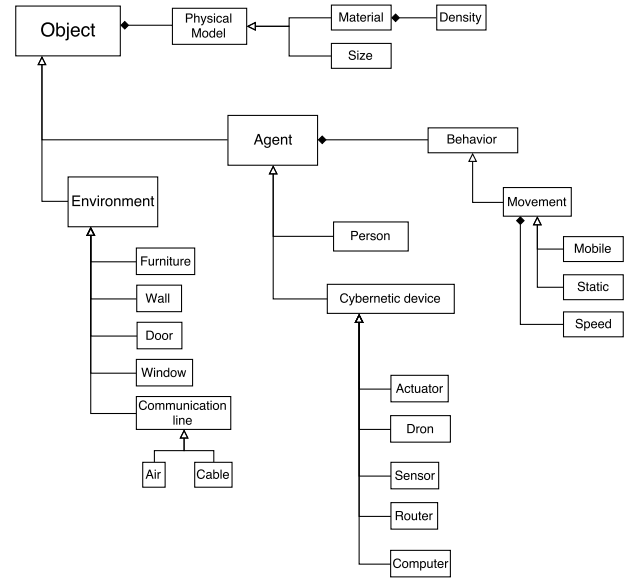 Object
Physical
Model
Material
Density
Size
Agent
Behavior
Environment
Movement
Person
Mobile
Furniture
Static
Cybernetic device
Wall
Speed
Door
Window
Actuator
Communication
line
Dron
Air
Cable
Sensor
Router
Computer